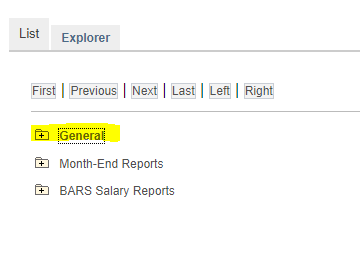 List Explorer
First Previous Next Last Left Right
General
Month-End Reports
BARS Salary Reports